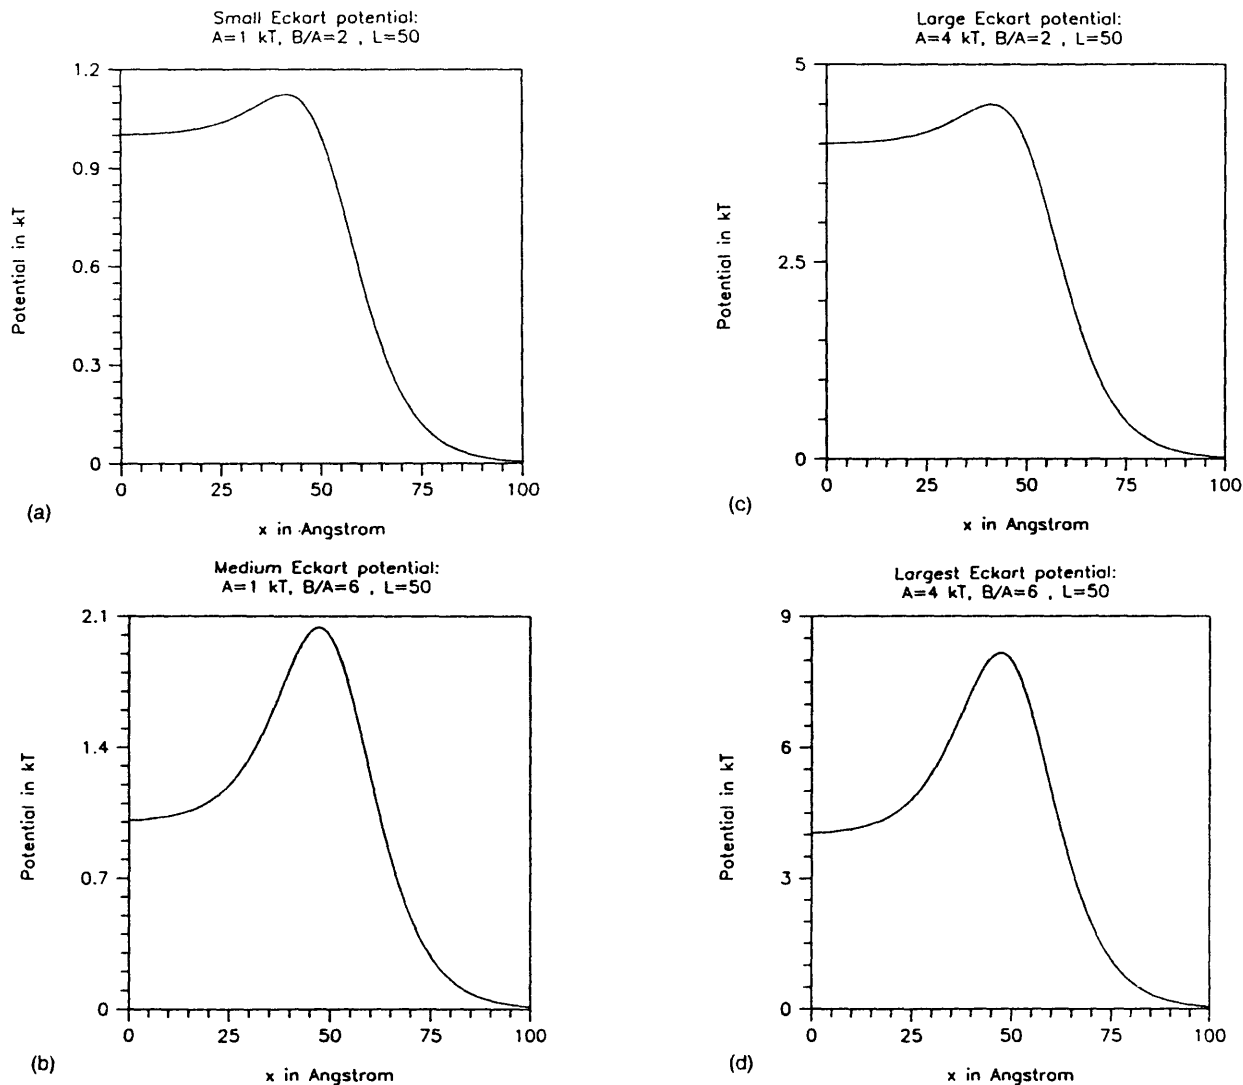 Small Eckart potential:
A=1 kT, B/A=2 , L=50
1.2
0.9
0.6
0.3
0
Potential in kT
0 25 50 75 100
x in Angstrom
(a)
Large Eckart potential:
A=4 kT, B/A=2 , L=50
5
2.5
0
Potential in kT
0 25 50 75 100
x in Angstrom
(c)
Medium Eckart potential:
A=1 kT, B/A=6 , L=50
2.1
1.4
0.7
0
Potential in kT
0 25 50 75 100
x in Angstrom
(b)
Largest Eckart potential:
A=4 kT, B/A=6 , L=50
9
6
3
0
Potential in kT
0 25 50 75 100
x in Angstrom
(d)